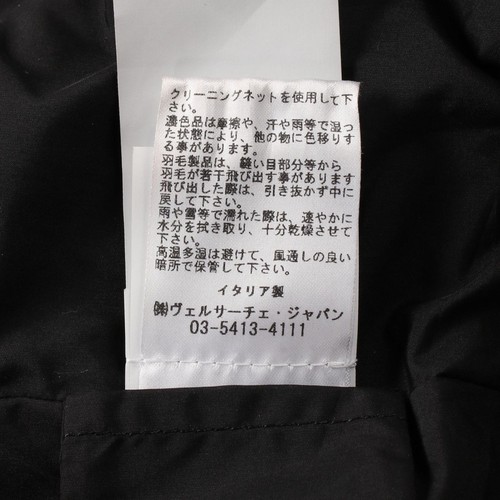 クリーニングネットを使用して下
さい。
濃色品は摩擦や、汗や雨等で湿っ
た状態により、他の物に色移りす
る事があります。
羽毛製品は、縫い目部分等から
羽毛が若干飛び出す事があります
飛び出した際は、引き抜かず中に
戻して下さい。
雨や雪等で濡れた際は、速やかに
水分を拭き取り、十分乾燥させて
下さい。
高温多湿は避けて、風通しの良い
暗所で保管して下さい。
イタリア製
㈱ヴェルサーチェ・ジャパン
03-5413-4111